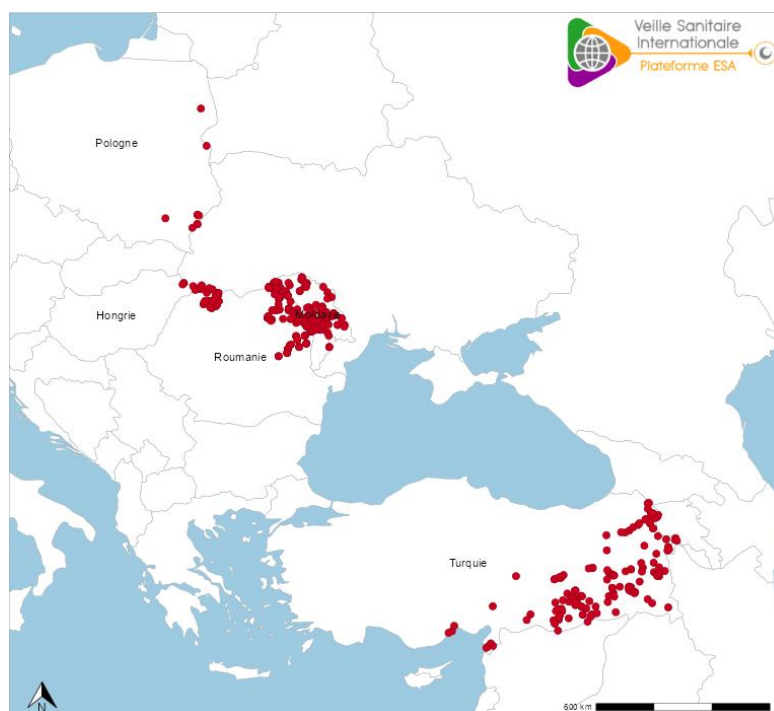 Veille Sanitaire
Internationale
Plateforme ESA
Pologne
Hongrie
Moldavie
Roumanie
Turquie
600 km